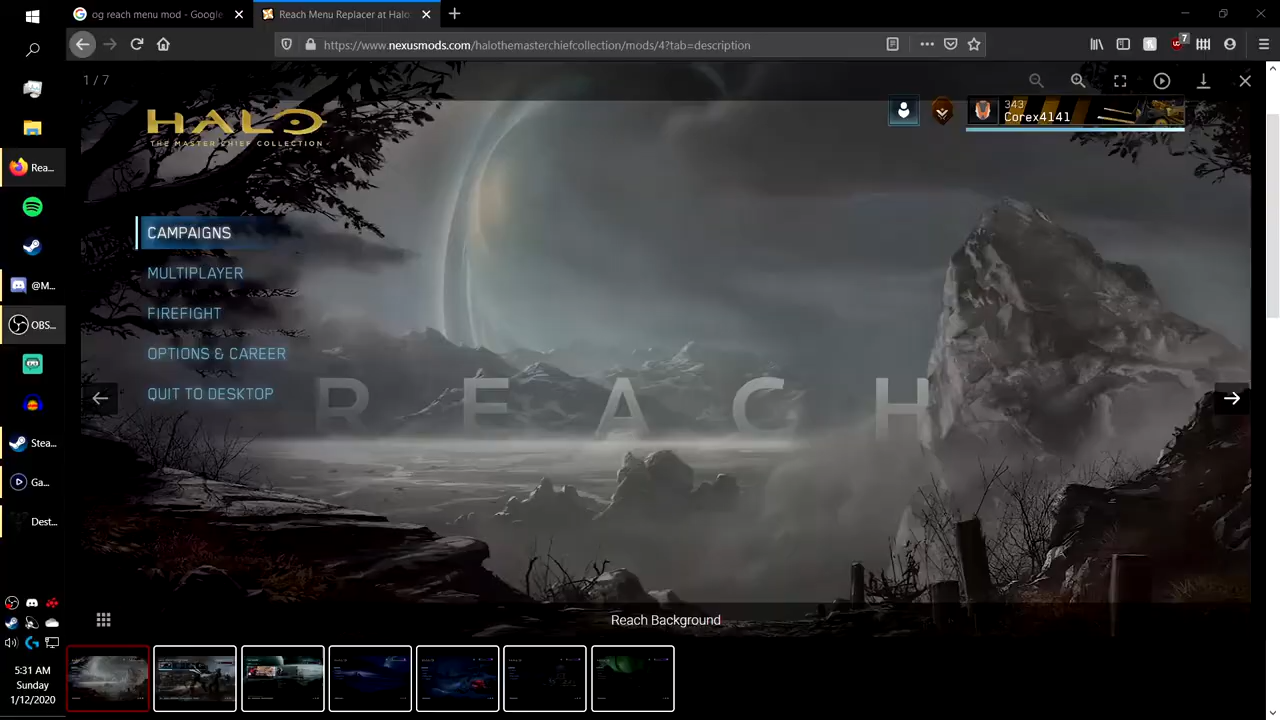 og reach menu mod - Google
Reach Menu Replacer at Halo
https://www.nexusmods.com/halothemasterchiefcollection/mods/4?tab=description
7
1 / 7
HALO
THE MASTER CHIEF COLLECTION
343
Corex4141
CAMPAIGNS
MULTIPLAYER
FIREFIGHT
OPTIONS & CAREER
QUIT TO DESKTOP
REACH
Reach Background
Rea...
@M...
OBS...
Stea...
Ga...
Dest...
5:31 AM
Sunday
1/12/2020